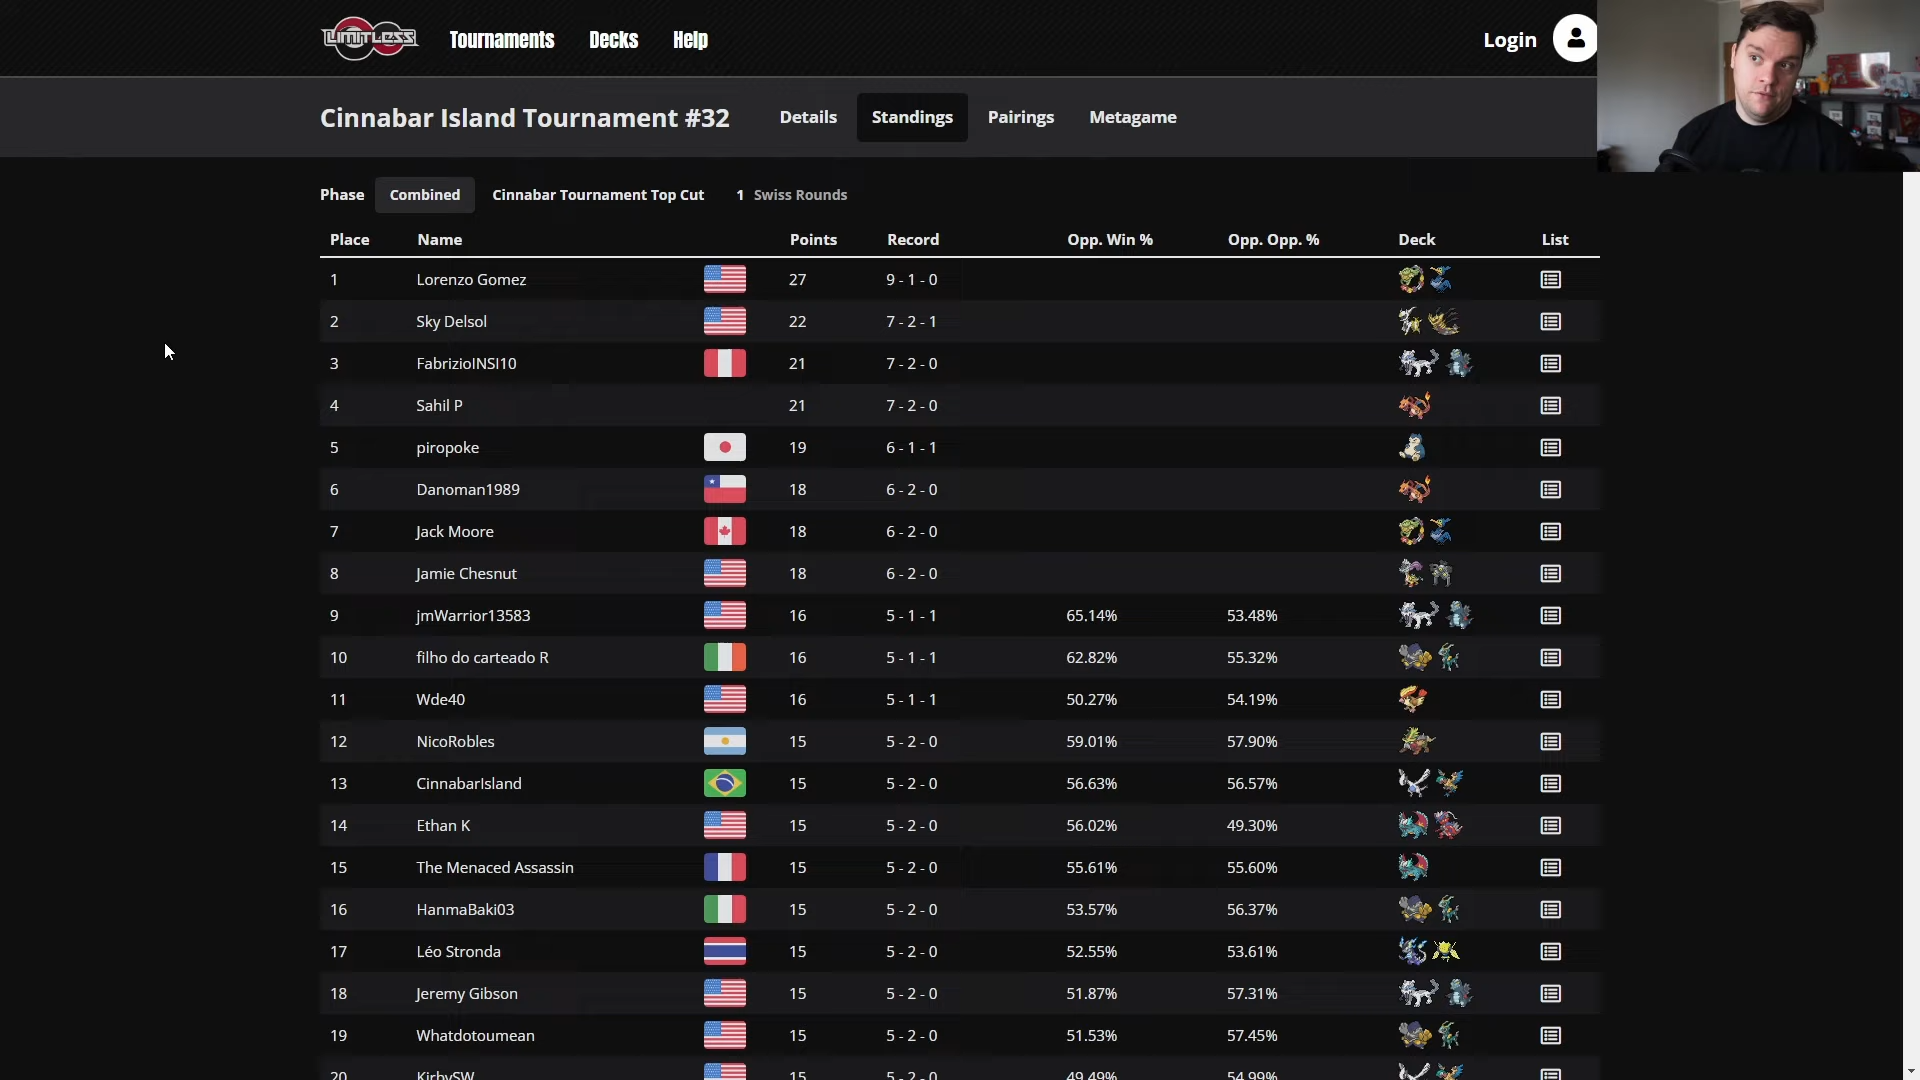 LIMITLESS Tournaments Decks Help Login
Cinnabar Island Tournament #32 Details Standings Pairings Metagame
Phase Combined Cinnabar Tournament Top Cut 1 Swiss Rounds
Place Name Points Record Opp. Win % Opp. Opp. % Deck List
1 Lorenzo Gomez 27 9 - 1 - 0
2 Sky Delsol 22 7 - 2 - 1
3 FabrizioINSI10 21 7 - 2 - 0
4 Sahil P 21 7 - 2 - 0
5 piropoke 19 6 - 1 - 1
6 Danoman1989 18 6 - 2 - 0
7 Jack Moore 18 6 - 2 - 0
8 Jamie Chesnut 18 6 - 2 - 0
9 jmWarrior13583 16 5 - 1 - 1 65.14% 53.48%
10 filho do carteado R 16 5 - 1 - 1 62.82% 55.32%
11 Wde40 16 5 - 1 - 1 50.27% 54.19%
12 NicoRobles 15 5 - 2 - 0 59.01% 57.90%
13 CinnabarIsland 15 5 - 2 - 0 56.63% 56.57%
14 Ethan K 15 5 - 2 - 0 56.02% 49.30%
15 The Menaced Assassin 15 5 - 2 - 0 55.61% 55.60%
16 HanmaBaki03 15 5 - 2 - 0 53.57% 56.37%
17 Léo Stronda 15 5 - 2 - 0 52.55% 53.61%
18 Jeremy Gibson 15 5 - 2 - 0 51.87% 57.31%
19 Whatdotoumean 15 5 - 2 - 0 51.53% 57.45%
20 KirbySW 15 5 - 2 - 0 49.49% 54.99%